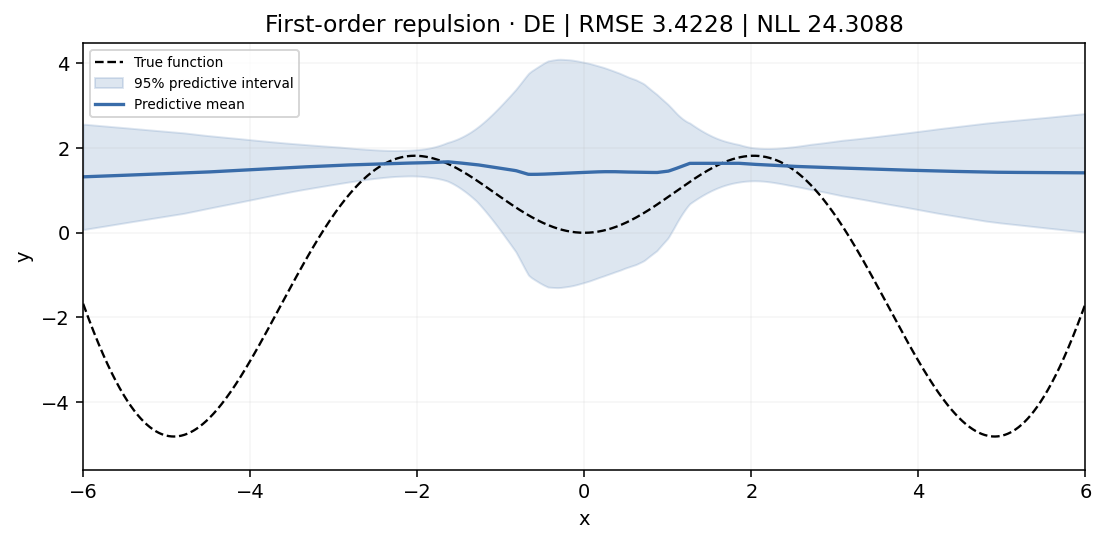 First-order repulsion · DE | RMSE 3.4228 | NLL 24.3088
True function
95% predictive interval
Predictive mean
4
2
0
−2
−4
y
−6 −4 −2 0 2 4 6
x